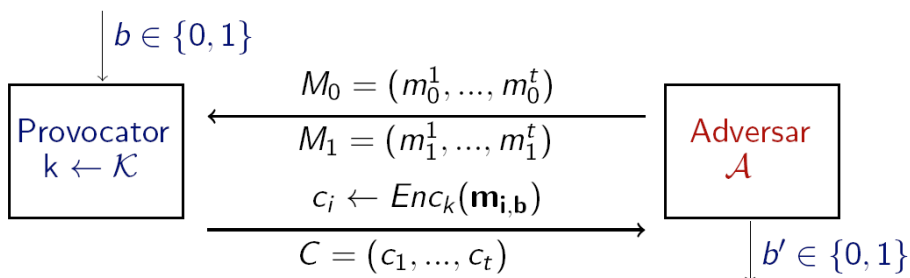 b ∈ {0, 1}
M₀ = (m₀¹, ..., m₀ᵗ)
Provocator
k ← 𝒦
M₁ = (m₁¹, ..., m₁ᵗ)
Adversar
𝒜
cᵢ ← Encₖ(mᵢ,b)
C = (c₁, ..., cₜ)
b′ ∈ {0, 1}